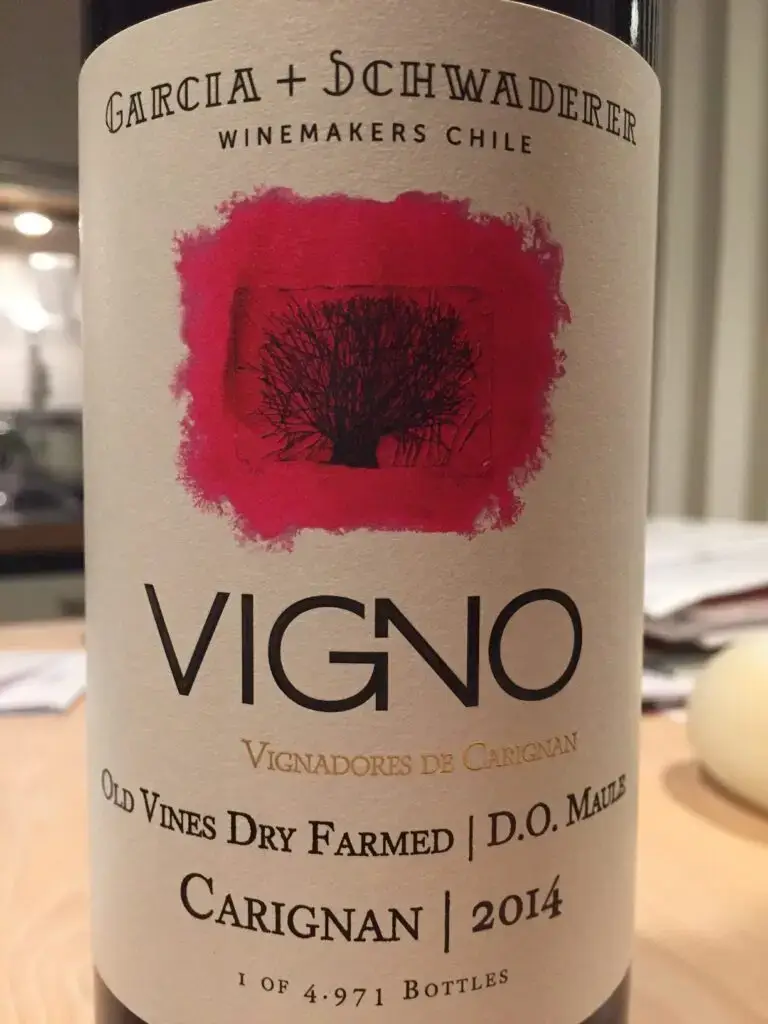 GARCIA + SCHWADERER
WINEMAKERS CHILE
VIGNO
VIGNADORES DE CARIGNAN
OLD VINES DRY FARMED | D.O. MAULE
CARIGNAN | 2014
1 OF 4.971 BOTTLES